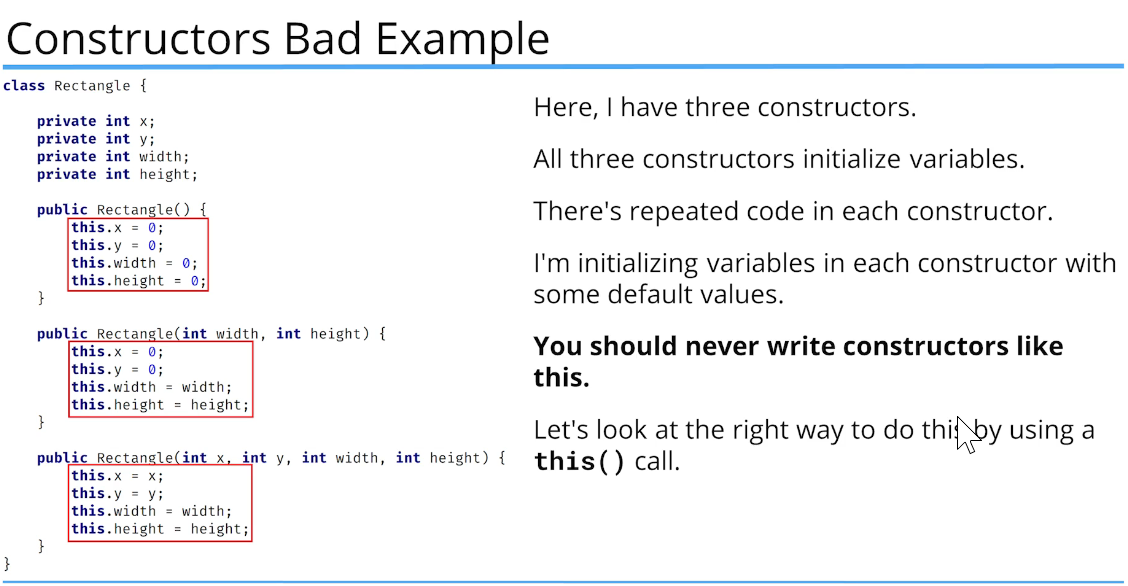 Constructors Bad Example
class Rectangle {
private int x;
private int y;
private int width;
private int height;
public Rectangle() {
this.x = 0;
this.y = 0;
this.width = 0;
this.height = 0;
}
public Rectangle(int width, int height) {
this.x = 0;
this.y = 0;
this.width = width;
this.height = height;
}
public Rectangle(int x, int y, int width, int height) {
this.x = x;
this.y = y;
this.width = width;
this.height = height;
}
}
Here, I have three constructors.
All three constructors initialize variables.
There's repeated code in each constructor.
I'm initializing variables in each constructor with
some default values.
You should never write constructors like
this.
Let's look at the right way to do this by using a
this() call.